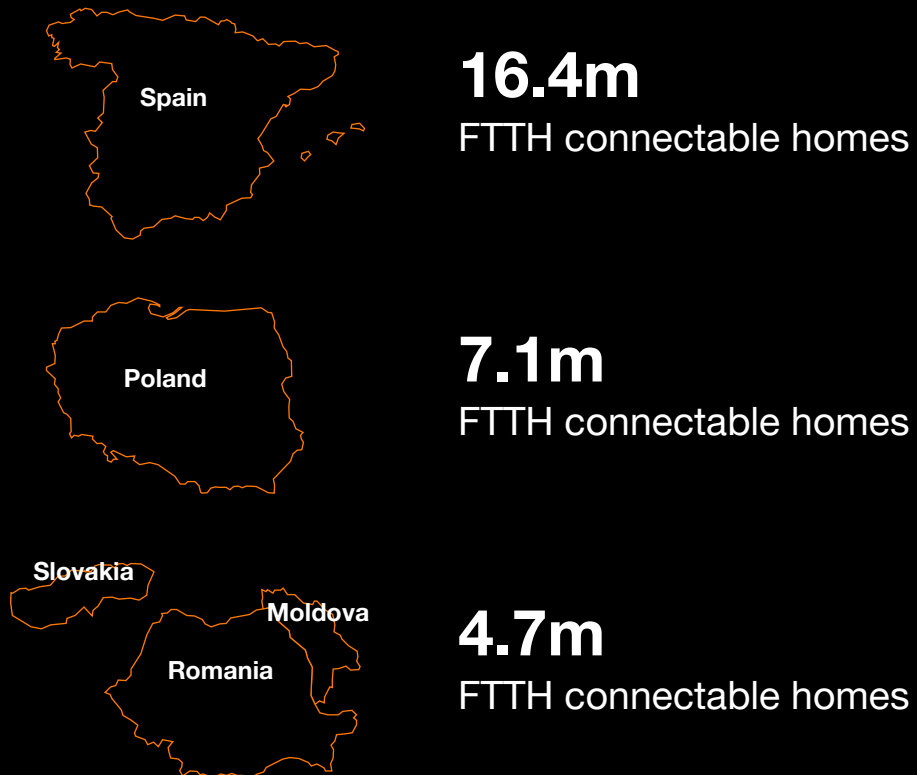 Spain
16.4m
FTTH connectable homes
Poland
7.1m
FTTH connectable homes
Slovakia
Moldova
Romania
4.7m
FTTH connectable homes